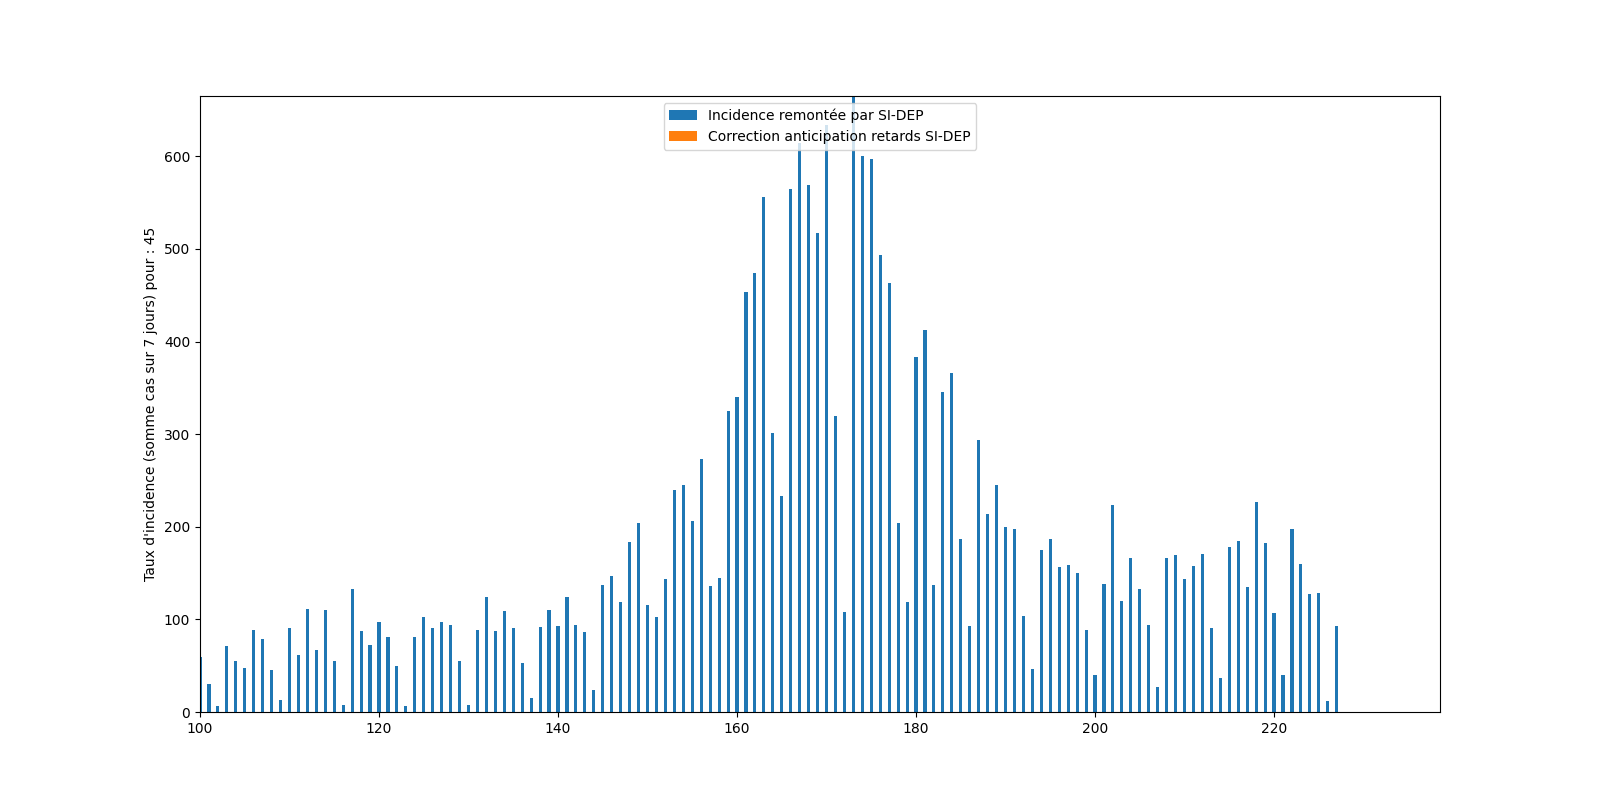 Incidence remontée par SI-DEP
Correction anticipation retards SI-DEP
Taux d'incidence (somme cas sur 7 jours) pour : 45
600
500
400
300
200
100
0
100 120 140 160 180 200 220